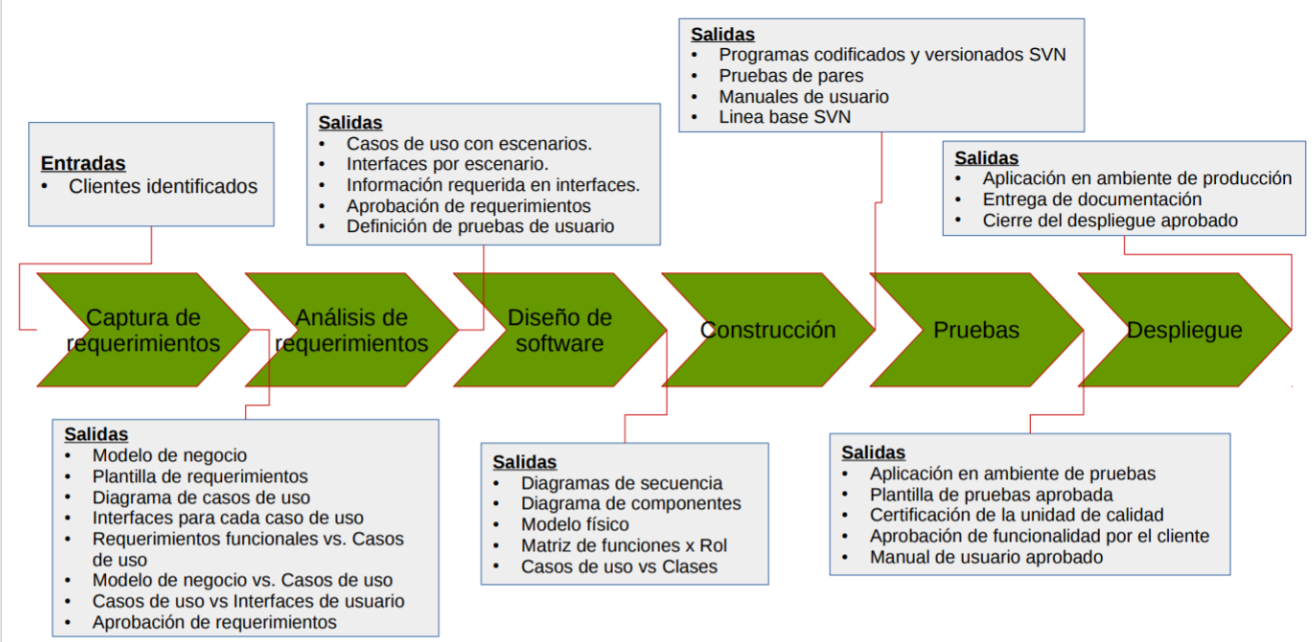 Salidas
• Programas codificados y versionados SVN
• Pruebas de pares
• Manuales de usuario
• Linea base SVN
Entradas
• Clientes identificados
Salidas
• Casos de uso con escenarios.
• Interfaces por escenario.
• Información requerida en interfaces.
• Aprobación de requerimientos
• Definición de pruebas de usuario
Salidas
• Aplicación en ambiente de producción
• Entrega de documentación
• Cierre del despliegue aprobado
Captura de
requerimientos
Análisis de
requerimientos
Diseño de
software
Construcción
Pruebas
Despliegue
Salidas
• Modelo de negocio
• Plantilla de requerimientos
• Diagrama de casos de uso
• Interfaces para cada caso de uso
• Requerimientos funcionales vs. Casos
de uso
• Modelo de negocio vs. Casos de uso
• Casos de uso vs Interfaces de usuario
• Aprobación de requerimientos
Salidas
• Diagramas de secuencia
• Diagrama de componentes
• Modelo físico
• Matriz de funciones x Rol
• Casos de uso vs Clases
Salidas
• Aplicación en ambiente de pruebas
• Plantilla de pruebas aprobada
• Certificación de la unidad de calidad
• Aprobación de funcionalidad por el cliente
• Manual de usuario aprobado